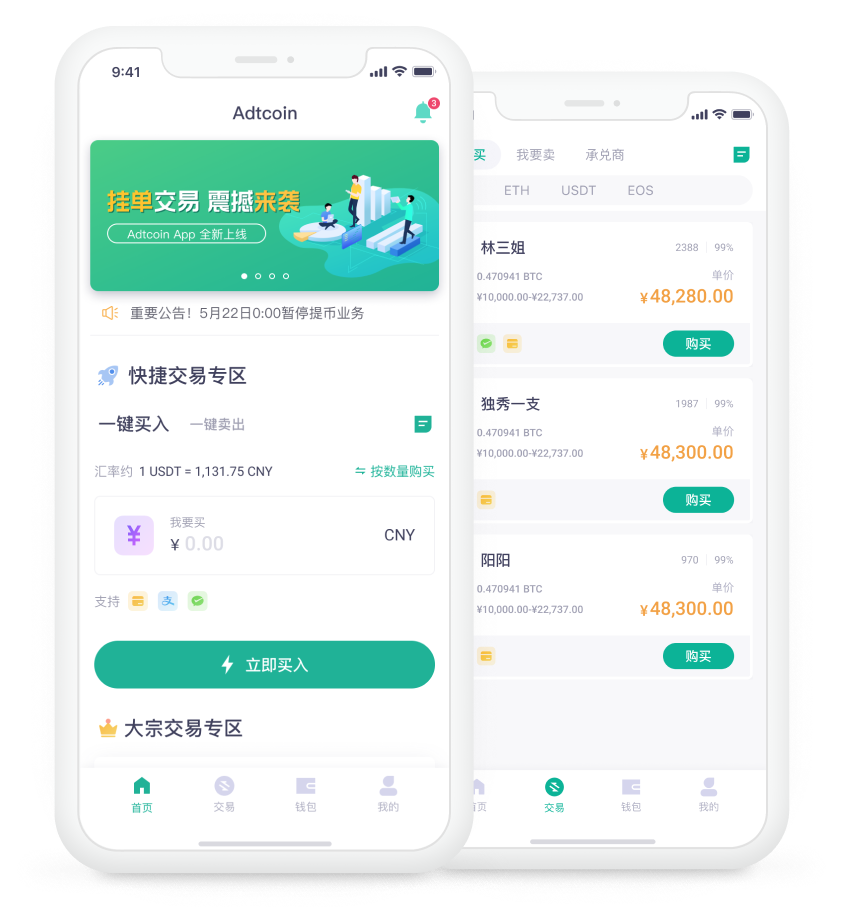 9:41
Adtcoin
3
挂单交易 震撼来袭
Adtcoin App 全新上线
重要公告！5月22日0:00暂停提币业务
快捷交易专区
一键买入 一键卖出
汇率约 1 USDT = 1,131.75 CNY 按数量购买
¥ 我要买
¥ 0.00 CNY
支持 支
立即买入
大宗交易专区
首页 交易 钱包 我的
买 我要卖 承兑商
ETH USDT EOS
林三姐 2388 99%
0.470941 BTC 单价
¥10,000.00-¥22,737.00 ¥48,280.00
购买
独秀一支 1987 99%
0.470941 BTC 单价
¥10,000.00-¥22,737.00 ¥48,300.00
购买
阳阳 970 99%
0.470941 BTC 单价
¥10,000.00-¥22,737.00 ¥48,300.00
购买
页 交易 钱包 我的